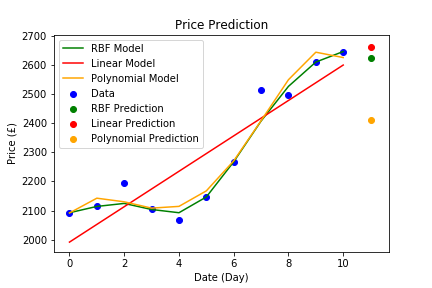 Price Prediction
2700
2600
2500
2400
2300
2200
2100
2000
Price (£)
RBF Model
Linear Model
Polynomial Model
Data
RBF Prediction
Linear Prediction
Polynomial Prediction
0 2 4 6 8 10
Date (Day)